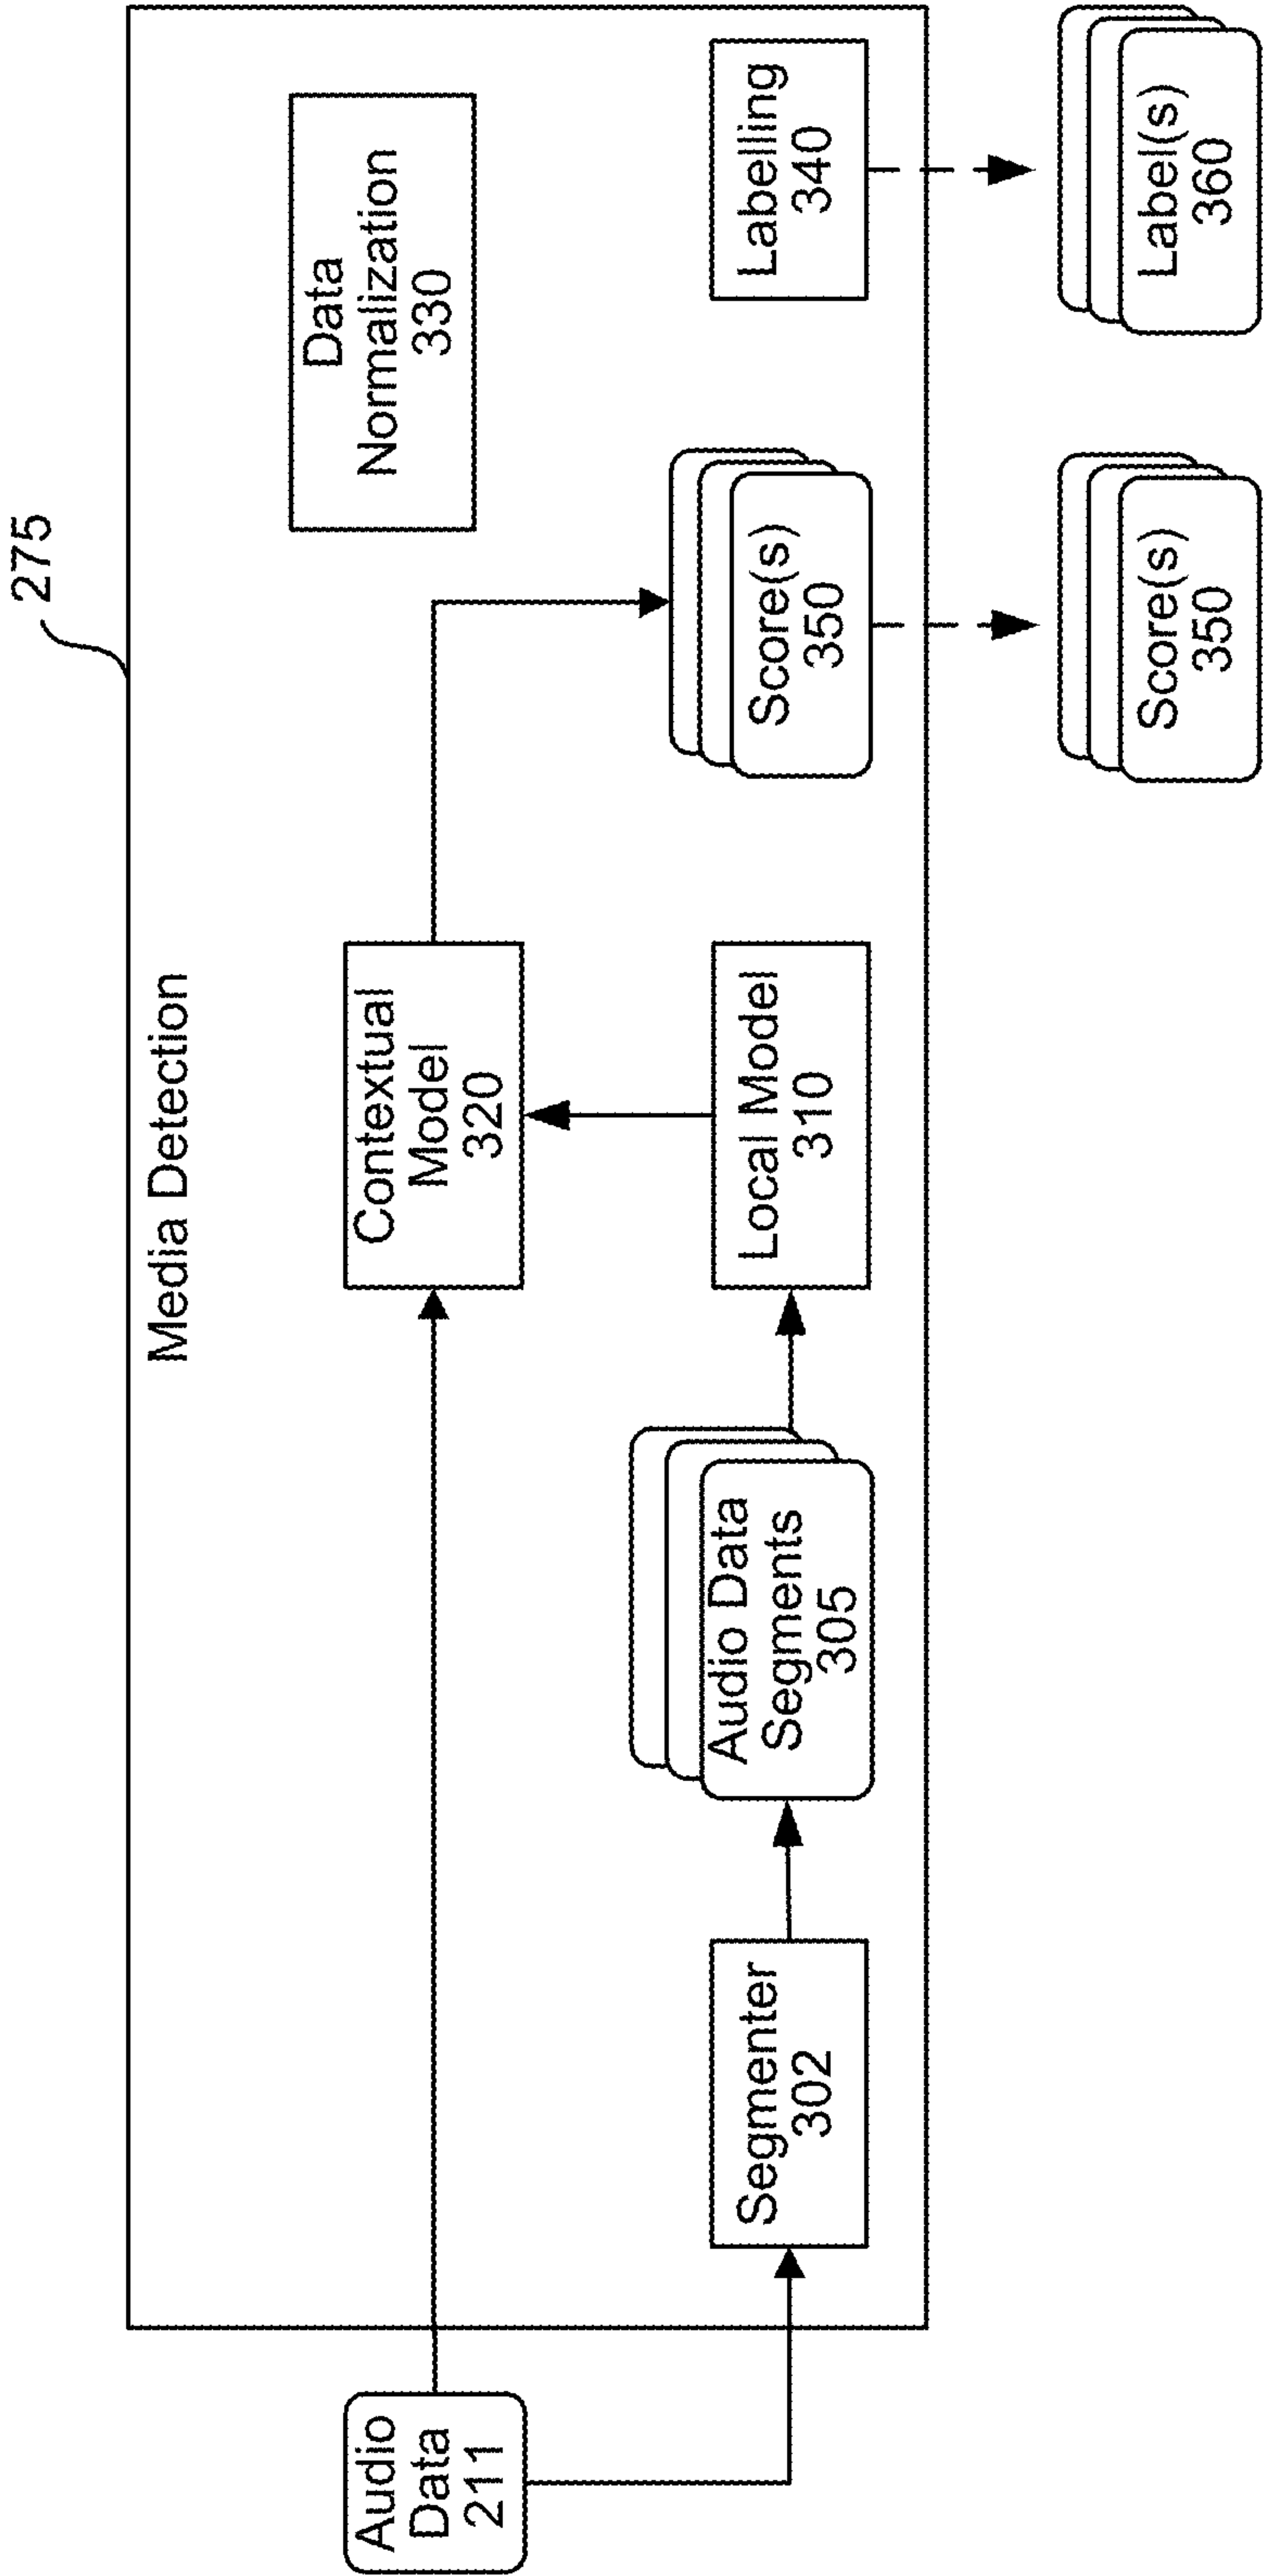 275
Media Detection
Audio
Data
211
Contextual
Model
320
Data
Normalization
330
Segmenter
302
Audio Data
Segments
305
Local Model
310
Score(s)
350
Labelling
340
Score(s)
350
Label(s)
360